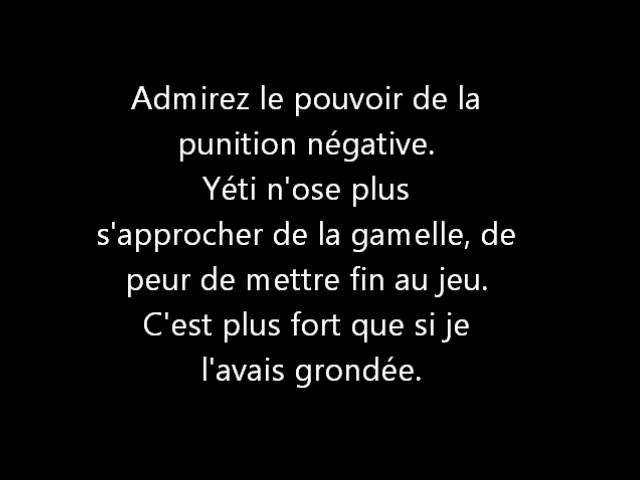 Admirez le pouvoir de la
punition négative.
Yéti n'ose plus
s'approcher de la gamelle, de
peur de mettre fin au jeu.
C'est plus fort que si je
l'avais grondée.